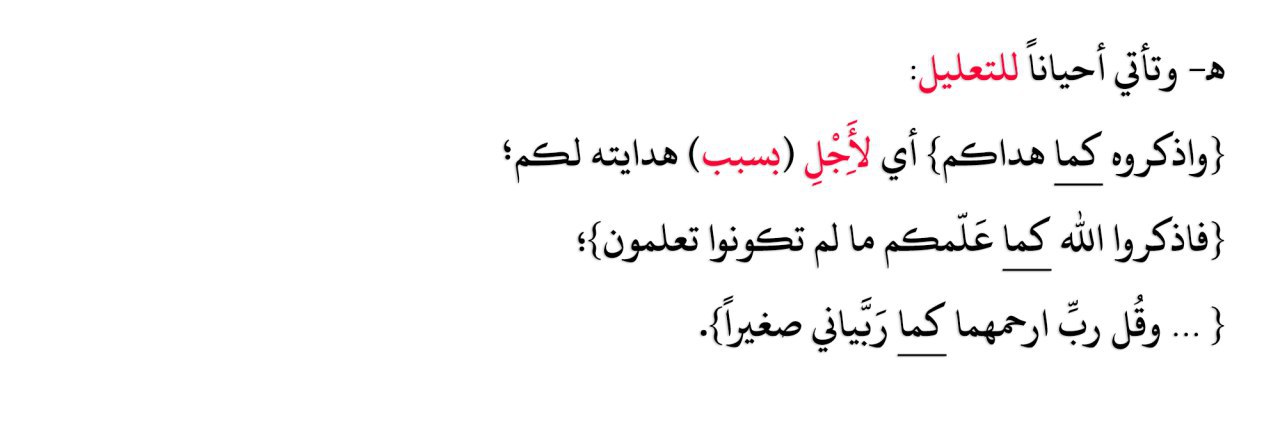 هـ- وتأتي أحياناً للتعليل:
{واذكروه كما هداكم} أي لأَِجْلِ (بسبب) هدايته لكم؛
{فاذكروا الله كما عَلّمكم ما لم تكونوا تعلمون}؛
{ ... وقُل ربِّ ارحمهما كما رَبَّياني صغيراً}.